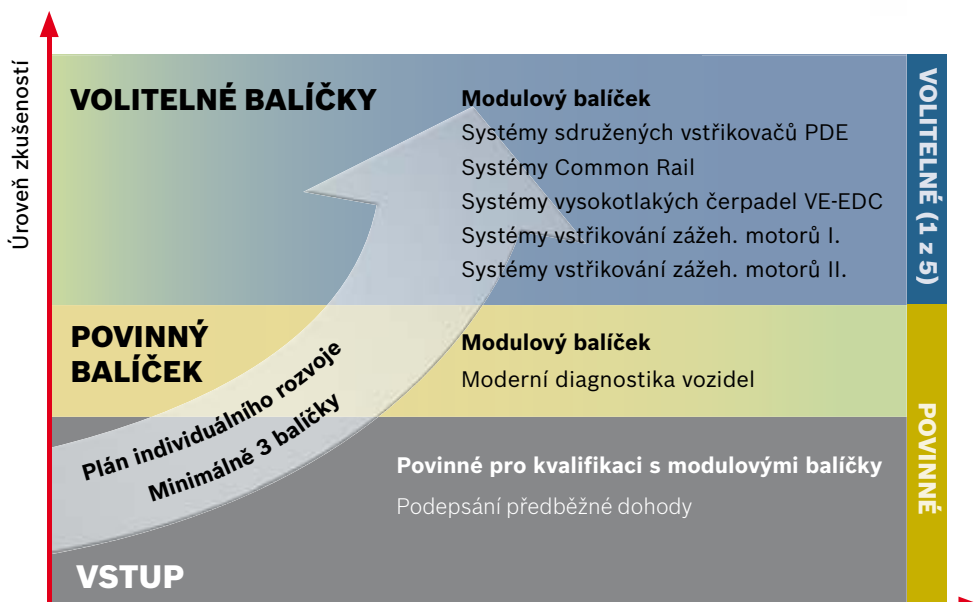 Úroveň zkušeností
VOLITELNÉ BALÍČKY
Modulový balíček
Systémy sdružených vstřikovačů PDE
Systémy Common Rail
Systémy vysokotlakých čerpadel VE-EDC
Systémy vstřikování zážeh. motorů I.
Systémy vstřikování zážeh. motorů II.
VOLITELNÉ (1 z 5)
POVINNÝ
BALÍČEK
Modulový balíček
Moderní diagnostika vozidel
Plán individuálního rozvoje
Minimálně 3 balíčky
Povinné pro kvalifikaci s modulovými balíčky
Podepsání předběžné dohody
POVINNÉ
VSTUP